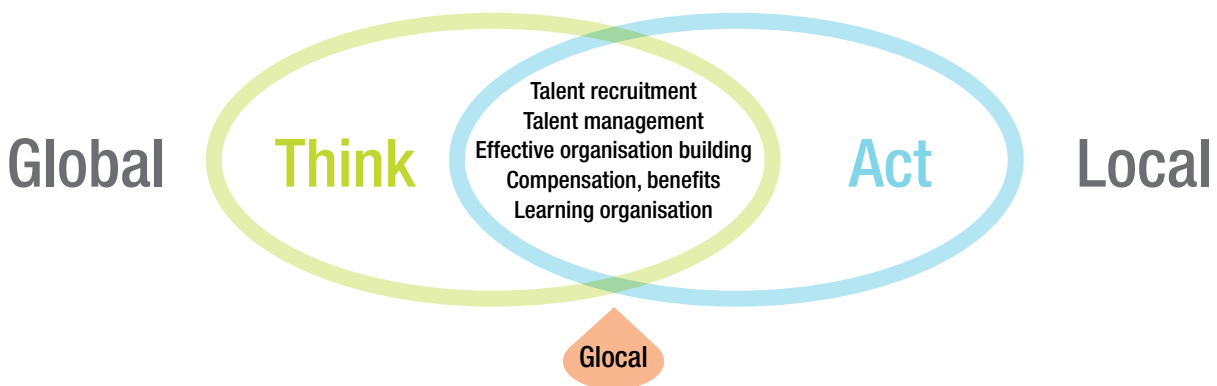 Global
Think
Talent recruitment
Talent management
Effective organisation building
Compensation, benefits
Learning organisation
Act
Local
Glocal